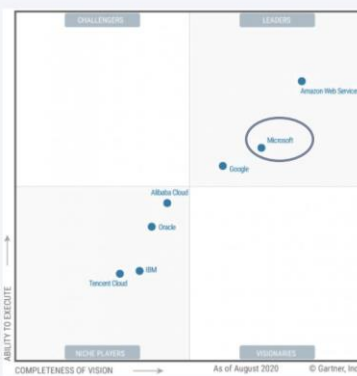 CHALLENGERS
LEADERS
Amazon Web Service
Microsoft
Google
Alibaba Cloud
Oracle
IBM
Tencent Cloud
ABILITY TO EXECUTE
NICHE PLAYERS
VISIONARIES
COMPLETENESS OF VISION
As of August 2020
© Gartner, Inc